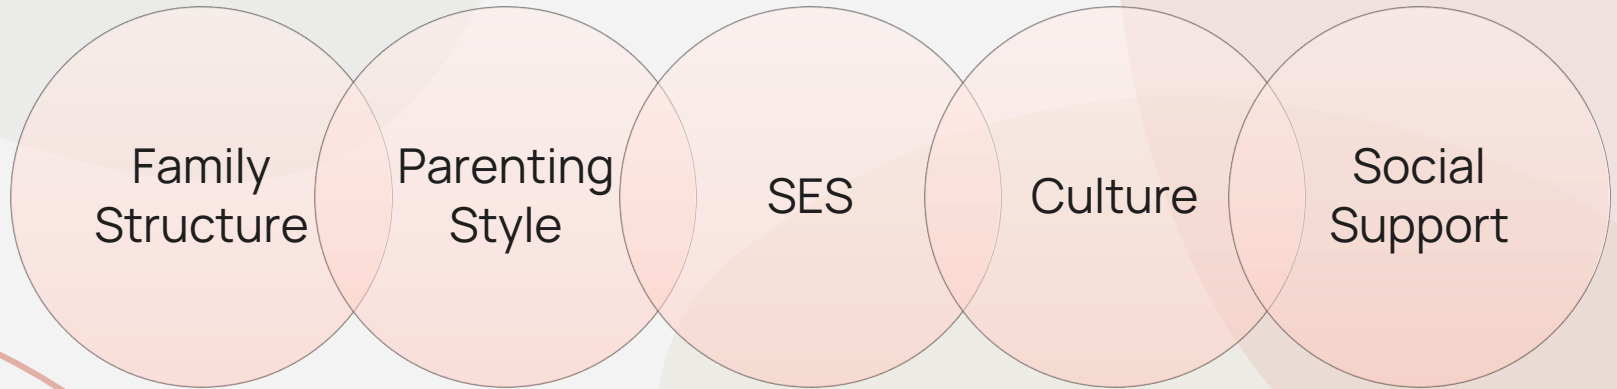 Family
Structure
Parenting
Style
SES
Culture
Social
Support